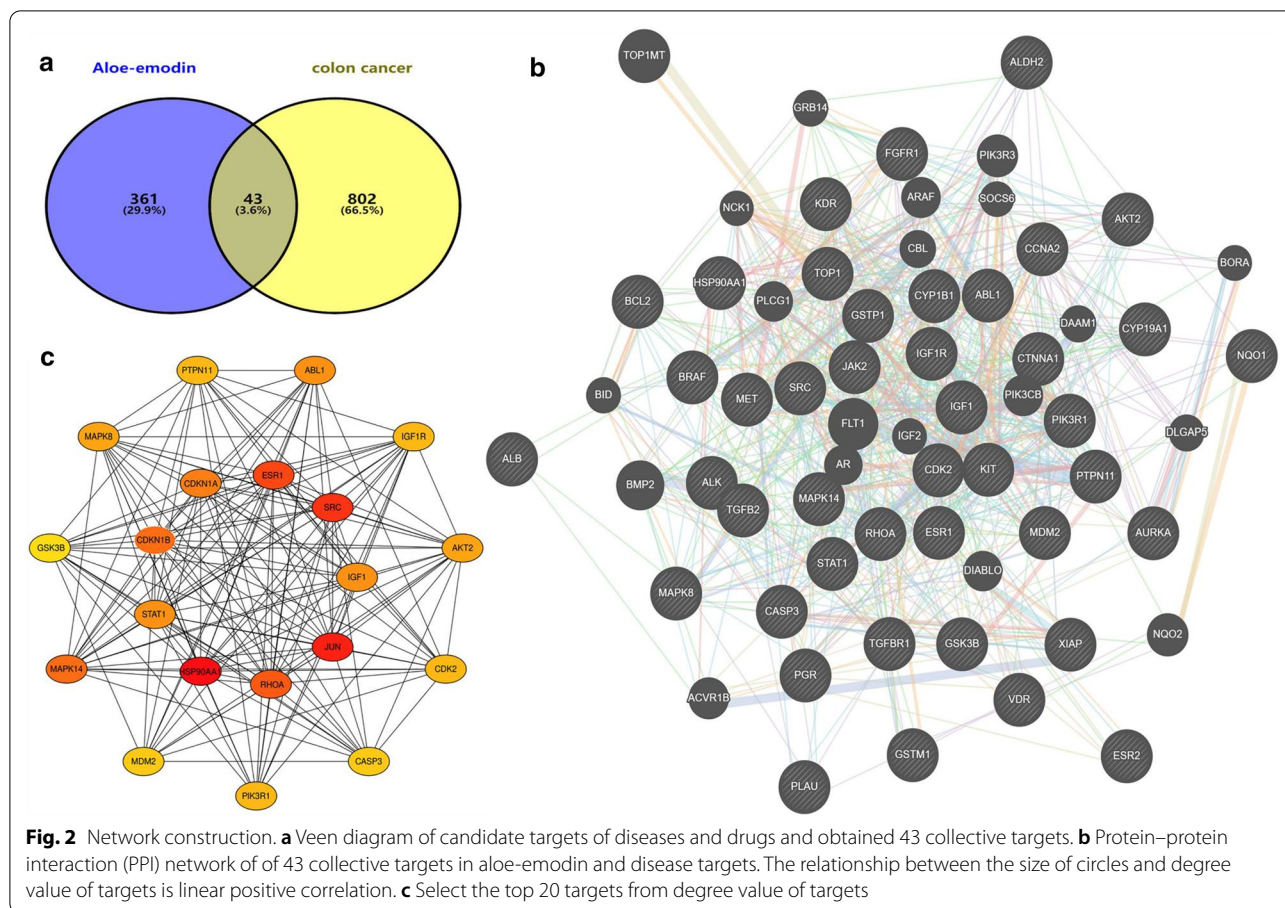 a
Aloe-emodin
colon cancer
361
(29.9%)
43
(3.6%)
802
(66.5%)
b
TOP1MT
ALDH2
GRB14
FGFR1
PIK3R3
KDR
ARAF
SOCS6
NCK1
AKT2
CBL
CCNA2
BORA
HSP90AA1
TOP1
BCL2
PLCG1
CYP1B1
ABL1
GSTP1
DAAM1
CYP19A1
IGF1R
CTNNA1
NQO1
BRAF
JAK2
SRC
MET
PIK3CB
BID
IGF1
PIK3R1
FLT1
IGF2
DLGAP5
ALB
AR
BMP2
ALK
CDK2
KIT
PTPN11
MAPK14
TGFB2
RHOA
ESR1
MDM2
AURKA
STAT1
DIABLO
MAPK8
CASP3
TGFBR1
GSK3B
XIAP
NQO2
PGR
ACVR1B
VDR
GSTM1
ESR2
PLAU
c
PTPN11
ABL1
MAPK8
IGF1R
CDKN1A
ESR1
SRC
CDKN1B
GSK3B
AKT2
IGF1
STAT1
JUN
MAPK14
HSP90AA1
RHOA
CDK2
MDM2
CASP3
PIK3R1
Fig. 2 Network construction. a Veen diagram of candidate targets of diseases and drugs and obtained 43 collective targets. b Protein–protein
interaction (PPI) network of of 43 collective targets in aloe-emodin and disease targets. The relationship between the size of circles and degree
value of targets is linear positive correlation. c Select the top 20 targets from degree value of targets